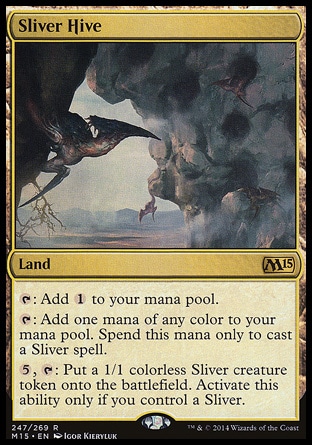 Sliver Hive
Land
M15
T: Add 1 to your mana pool.
T: Add one mana of any color to your
mana pool. Spend this mana only to cast
a Sliver spell.
5, T: Put a 1/1 colorless Sliver creature
token onto the battlefield. Activate this
ability only if you control a Sliver.
247/269 R
M15 • EN Igor Kieryluk
™ & © 2014 Wizards of the Coast